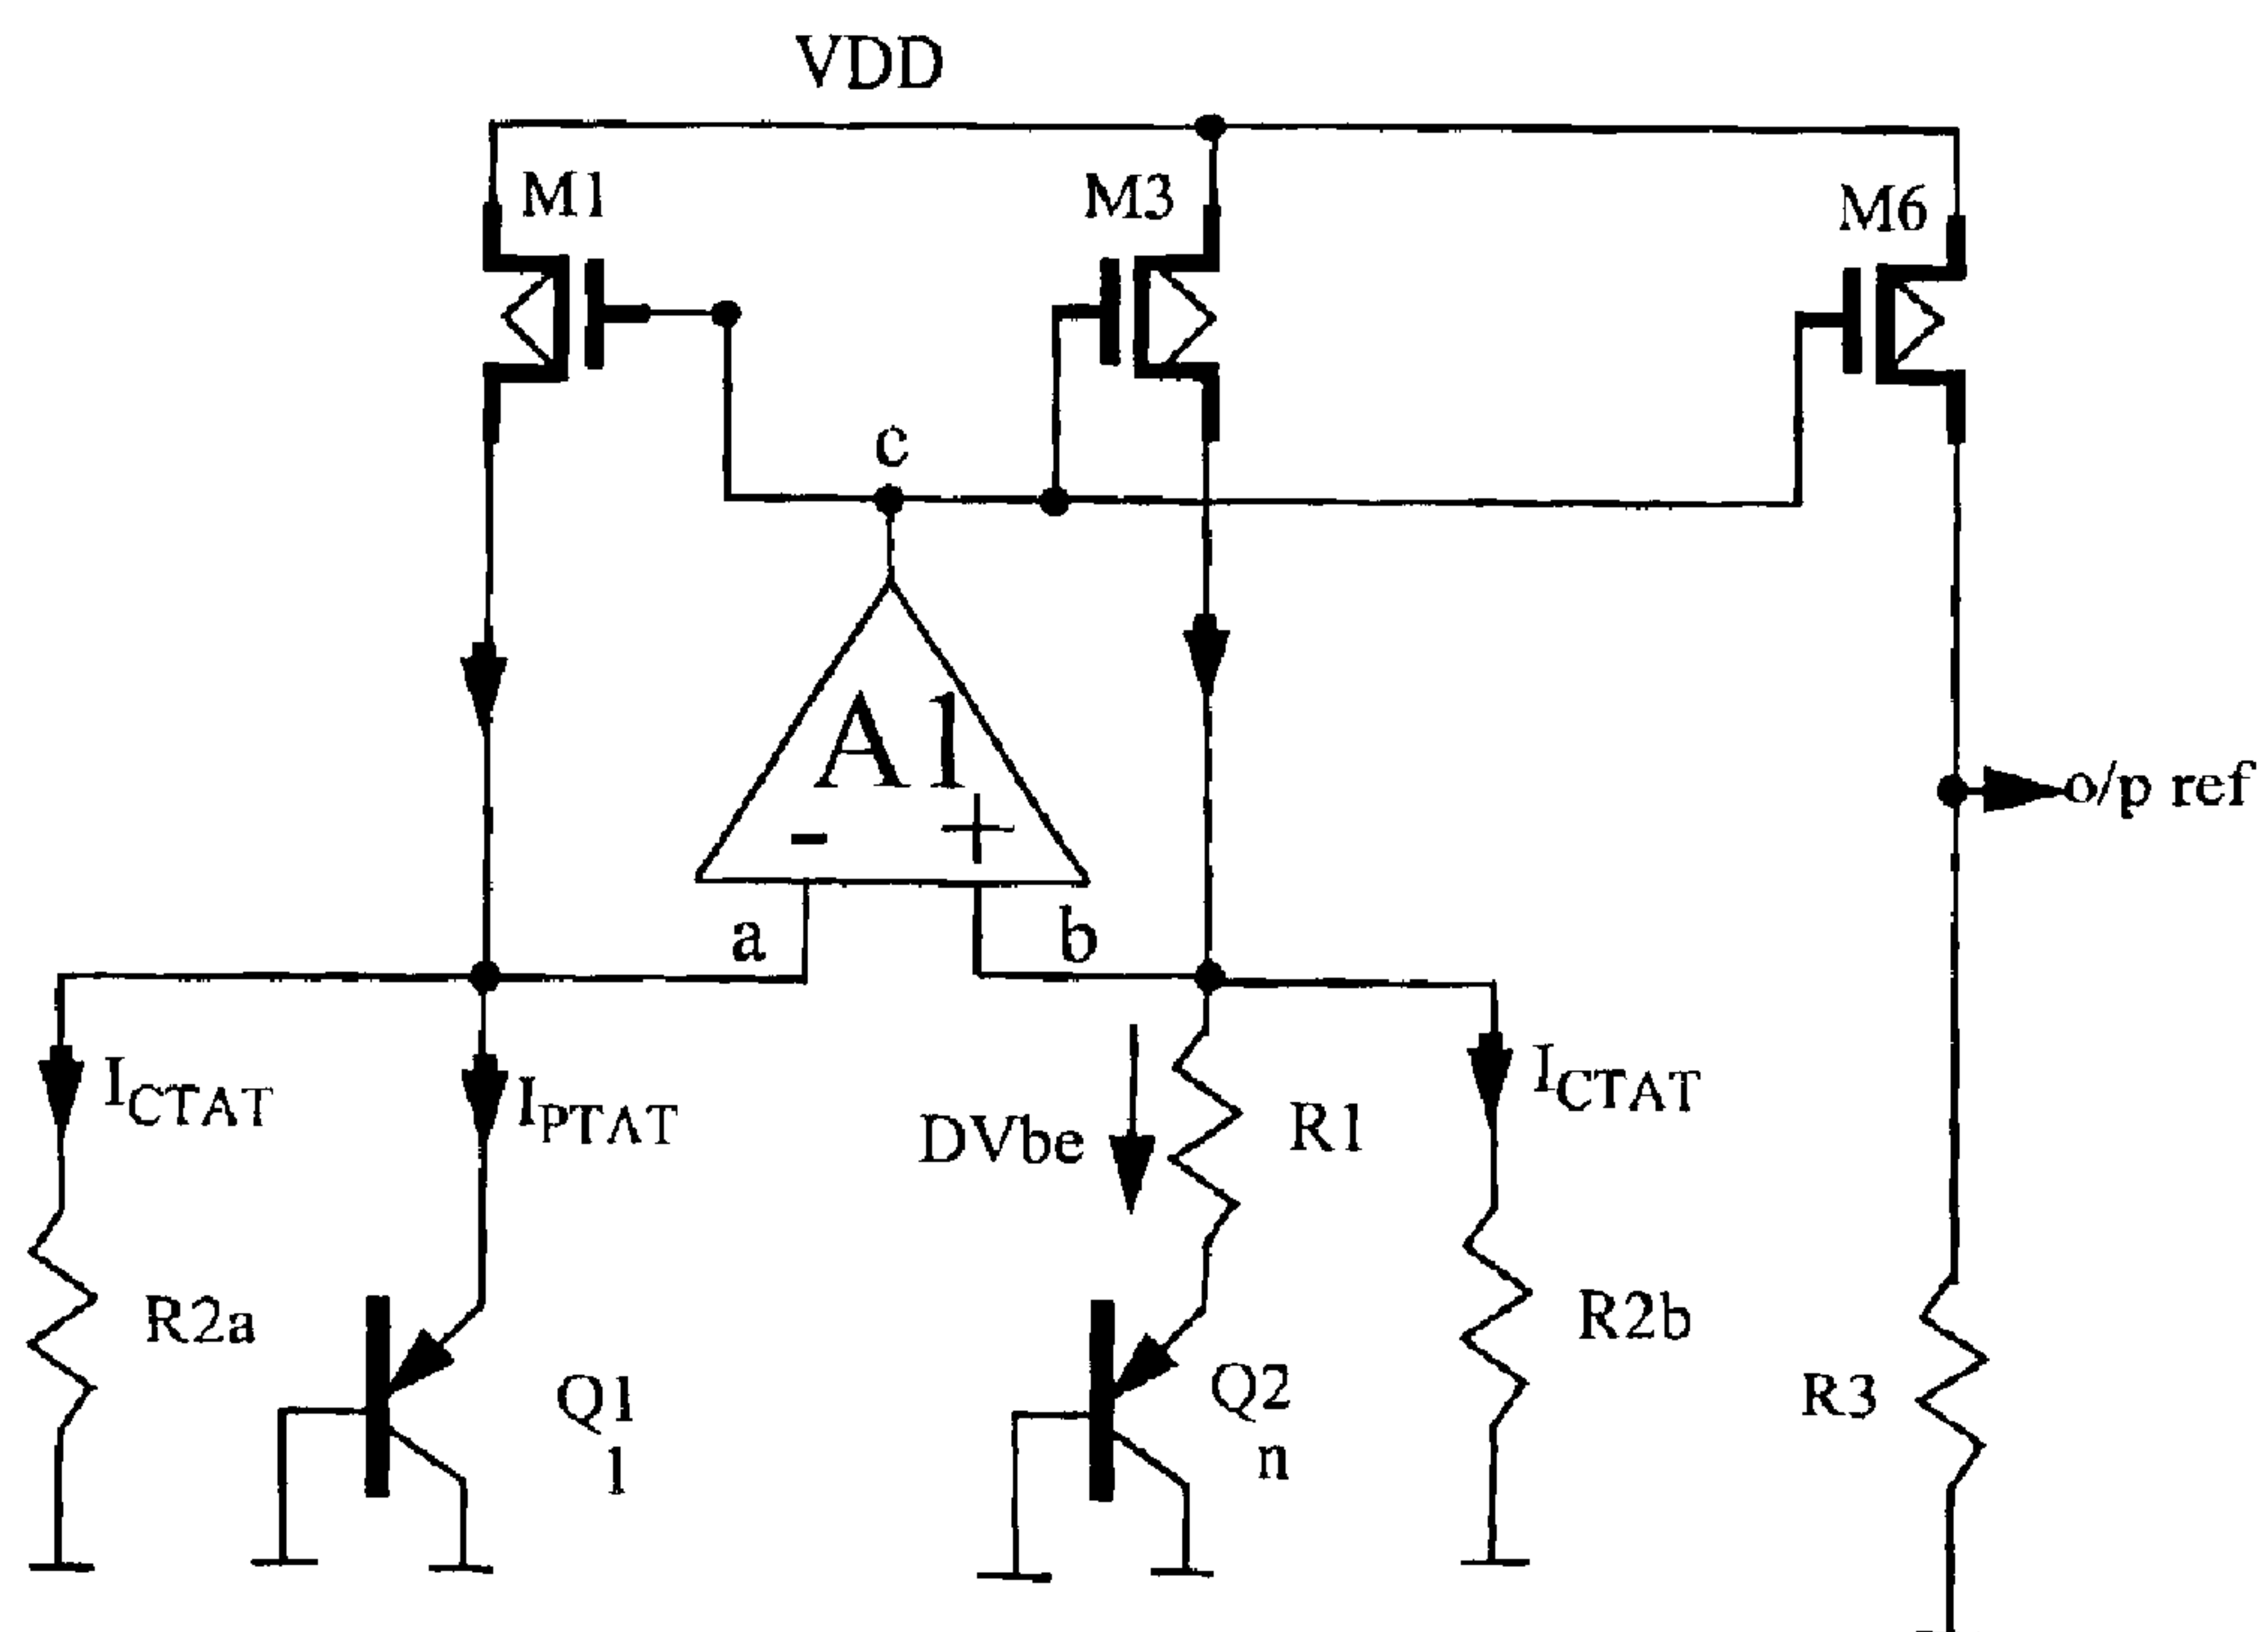 VDD
M1
M3
M6
c
A1
- +
o/p ref
a
b
ICTAT
IPTAT
DVbe
R1
ICTAT
R2a
Q1
1
Q2
n
R2b
R3